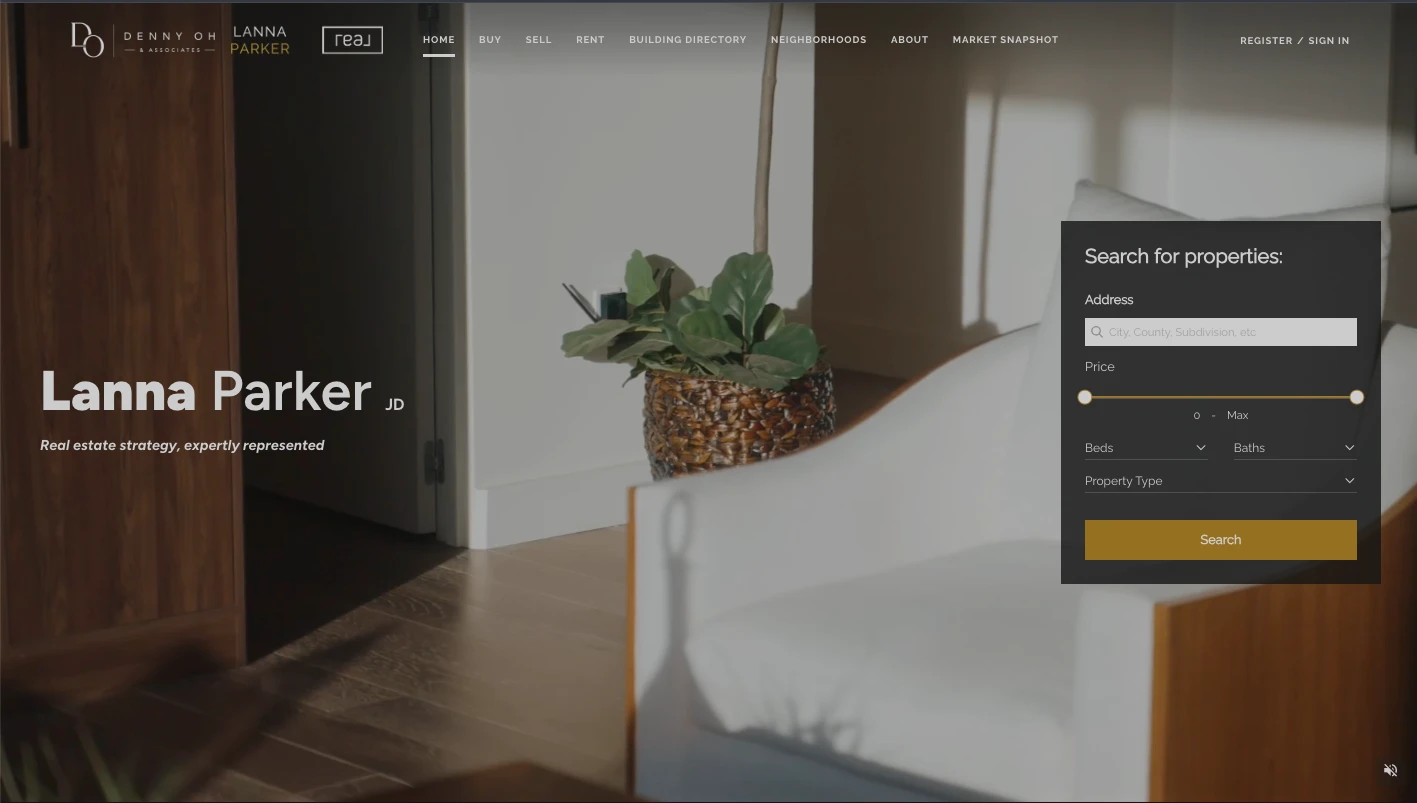 DO DENNY OH
& ASSOCIATES
LANNA
PARKER
real
HOME BUY SELL RENT BUILDING DIRECTORY NEIGHBORHOODS ABOUT MARKET SNAPSHOT
REGISTER / SIGN IN
Lanna Parker JD
Real estate strategy, expertly represented
Search for properties:
Address
City, County, Subdivision, etc
Price
0 - Max
Beds Baths
Property Type
Search